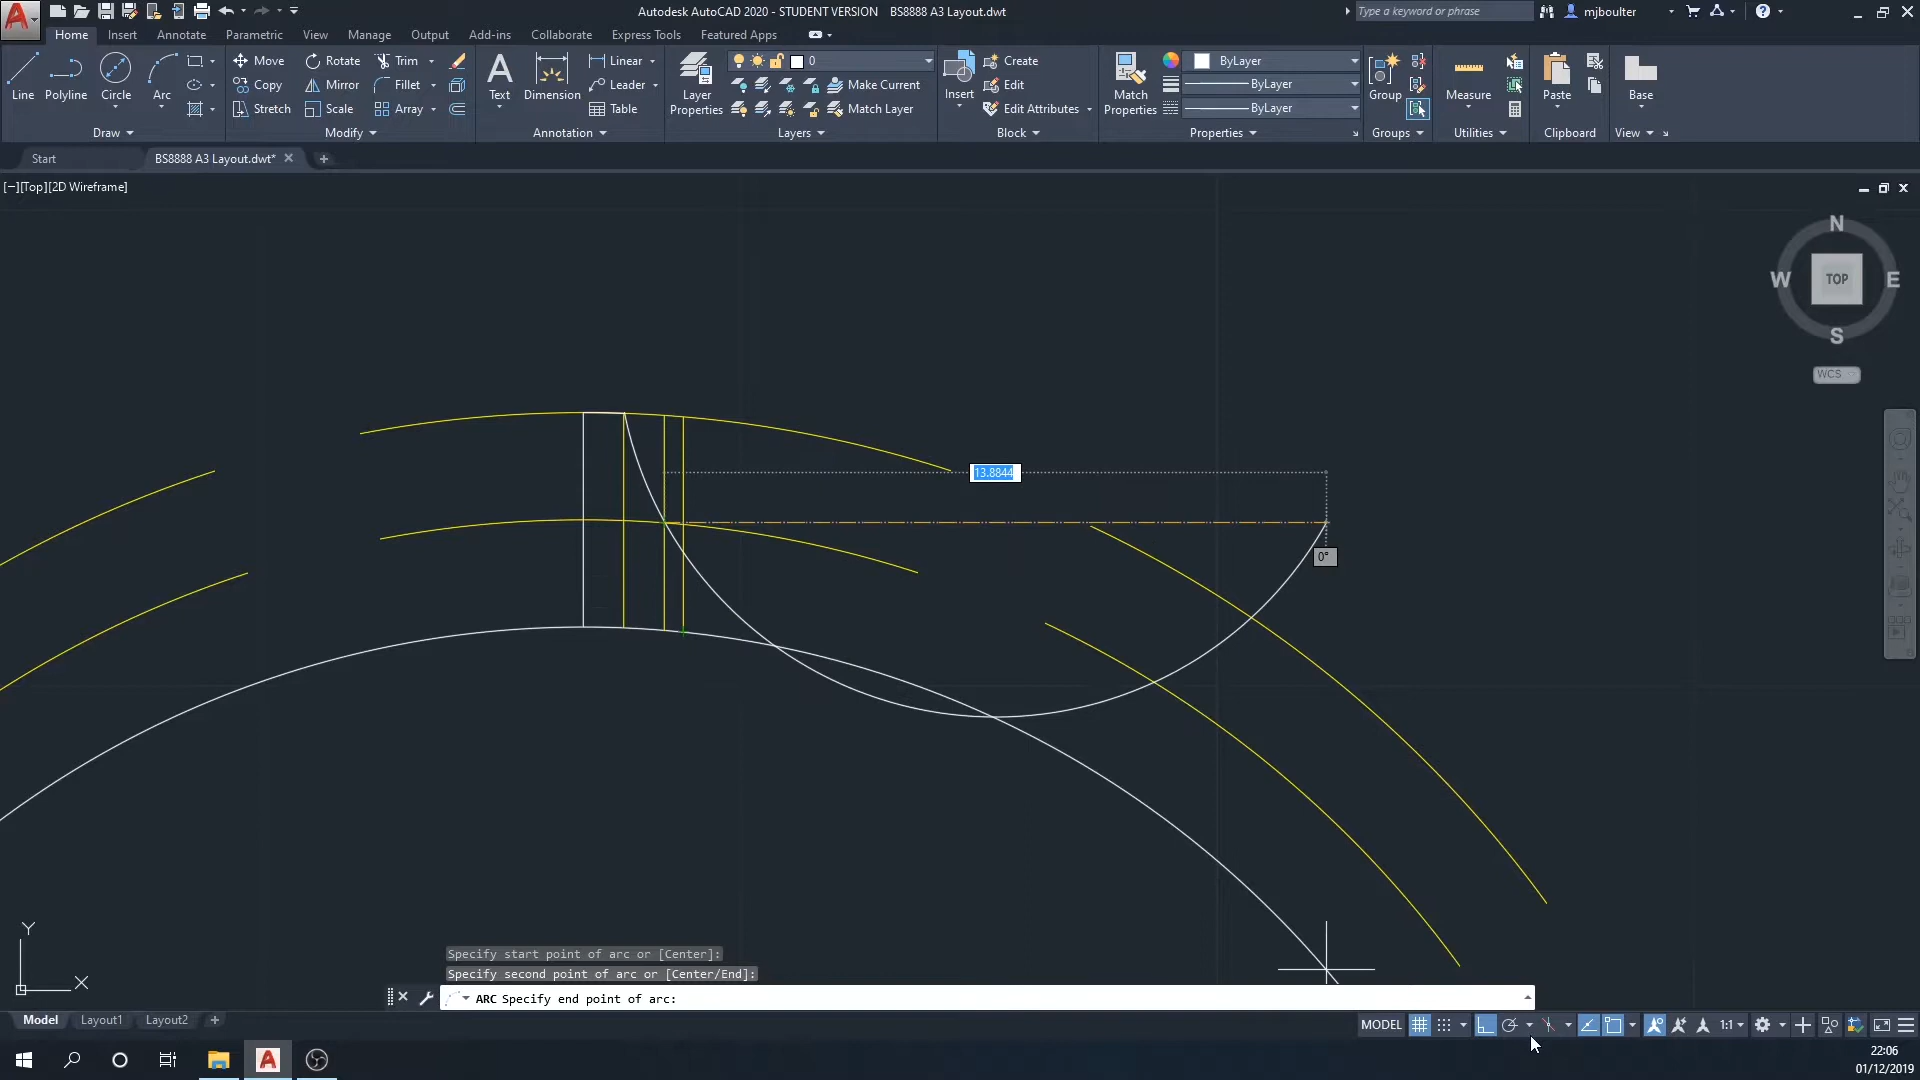 Autodesk AutoCAD 2020 - STUDENT VERSION BS8888 A3 Layout.dwt
Type a keyword or phrase
mjboulter
Home Insert Annotate Parametric View Manage Output Add-ins Collaborate Express Tools Featured Apps
Line Polyline Circle Arc
Draw
Move Rotate Trim
Copy Mirror Fillet
Stretch Scale Array
Modify
Text Dimension
Linear
Leader
Table
Annotation
Layer Properties
0
Make Current
Match Layer
Layers
Insert
Create
Edit
Edit Attributes
Block
Match Properties
ByLayer
ByLayer
ByLayer
Properties
Group
Groups
Measure
Utilities
Paste
Clipboard
Base
View
Start BS8888 A3 Layout.dwt*
[−][Top][2D Wireframe]
N
W TOP E
S
WCS
13.8844
0°
Y
X
Specify start point of arc or [Center]:
Specify second point of arc or [Center/End]:
ARC Specify end point of arc:
Model Layout1 Layout2
MODEL
1:1
22:06
01/12/2019